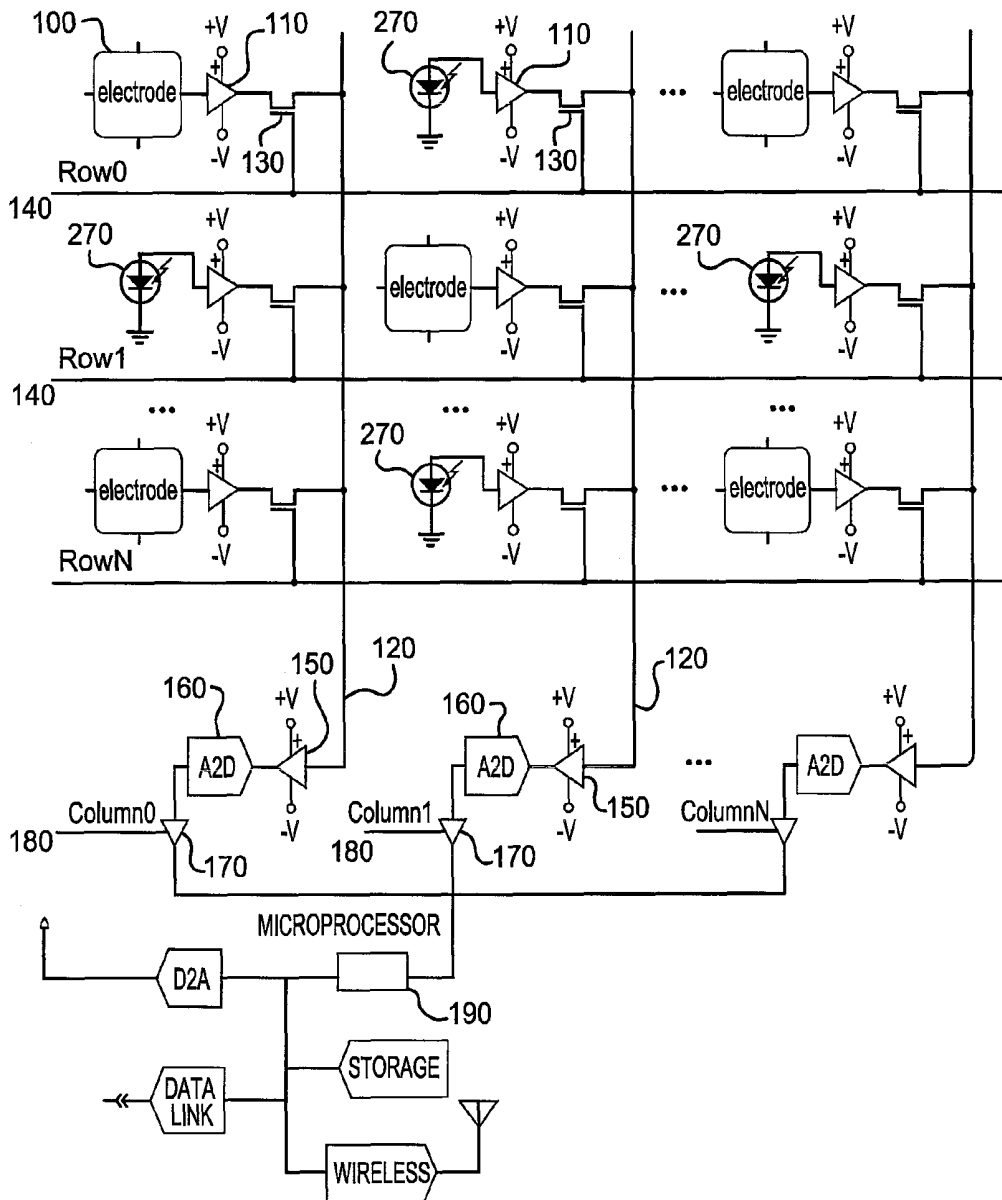 100 110 270 110
+V +V +V
+ + +
electrode electrode
-V -V -V
130 130 ...
Row0
140
270 +V +V 270 +V
+ + +
electrode ...
-V -V -V
Row1
140
... ... ...
+V 270 +V +V
+ + +
electrode ... electrode
-V -V -V
RowN
160 150 120 160 120
+V +V +V
+ + +
A2D A2D ... A2D
150
-V -V -V
Column0 Column1 ColumnN
180 170 180 170
MICROPROCESSOR
D2A
190
STORAGE
DATA
LINK
WIRELESS